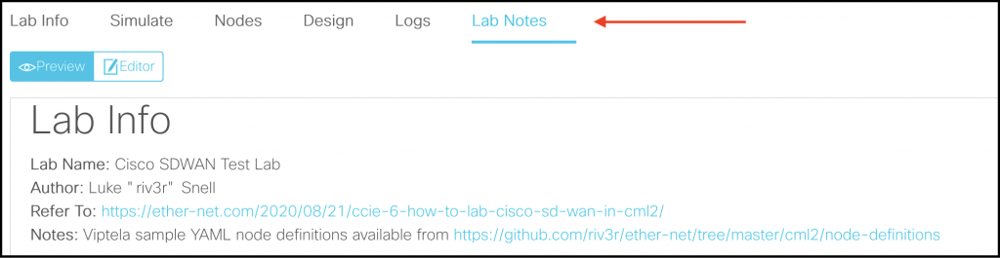 Lab Info Simulate Nodes Design Logs Lab Notes
Preview Editor
Lab Info
Lab Name: Cisco SDWAN Test Lab
Author: Luke "riv3r" Snell
Refer To: https://ether-net.com/2020/08/21/ccie-6-how-to-lab-cisco-sd-wan-in-cml2/
Notes: Viptela sample YAML node definitions available from https://github.com/riv3r/ether-net/tree/master/cml2/node-definitions